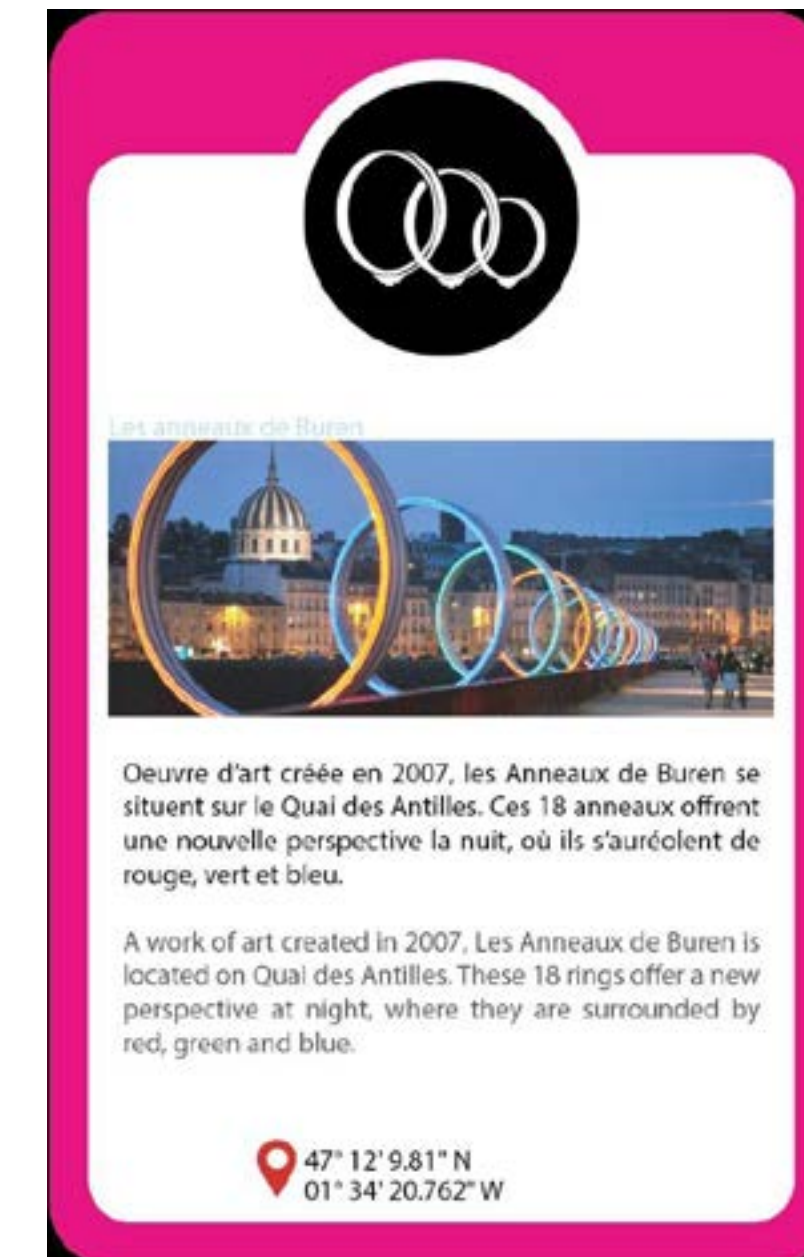 Les anneaux de Buren
Oeuvre d'art créée en 2007, les Anneaux de Buren se
situent sur le Quai des Antilles. Ces 18 anneaux offrent
une nouvelle perspective la nuit, où ils s'auréolent de
rouge, vert et bleu.
A work of art created in 2007, Les Anneaux de Buren is
located on Quai des Antilles. These 18 rings offer a new
perspective at night, where they are surrounded by
red, green and blue.
47° 12' 9.81" N
01° 34' 20.762" W